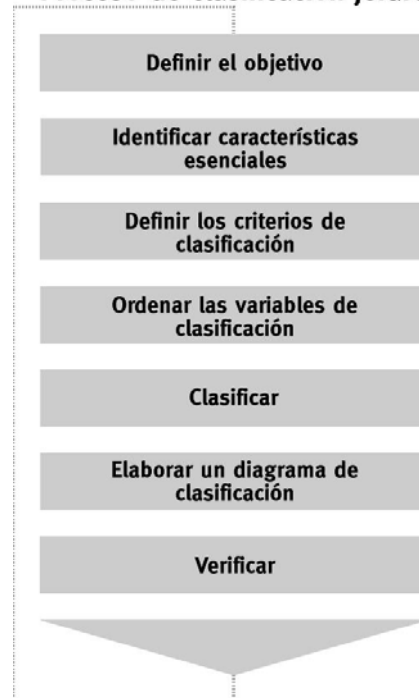 Definir el objetivo
Identificar características
esenciales
Definir los criterios de
clasificación
Ordenar las variables de
clasificación
Clasificar
Elaborar un diagrama de
clasificación
Verificar